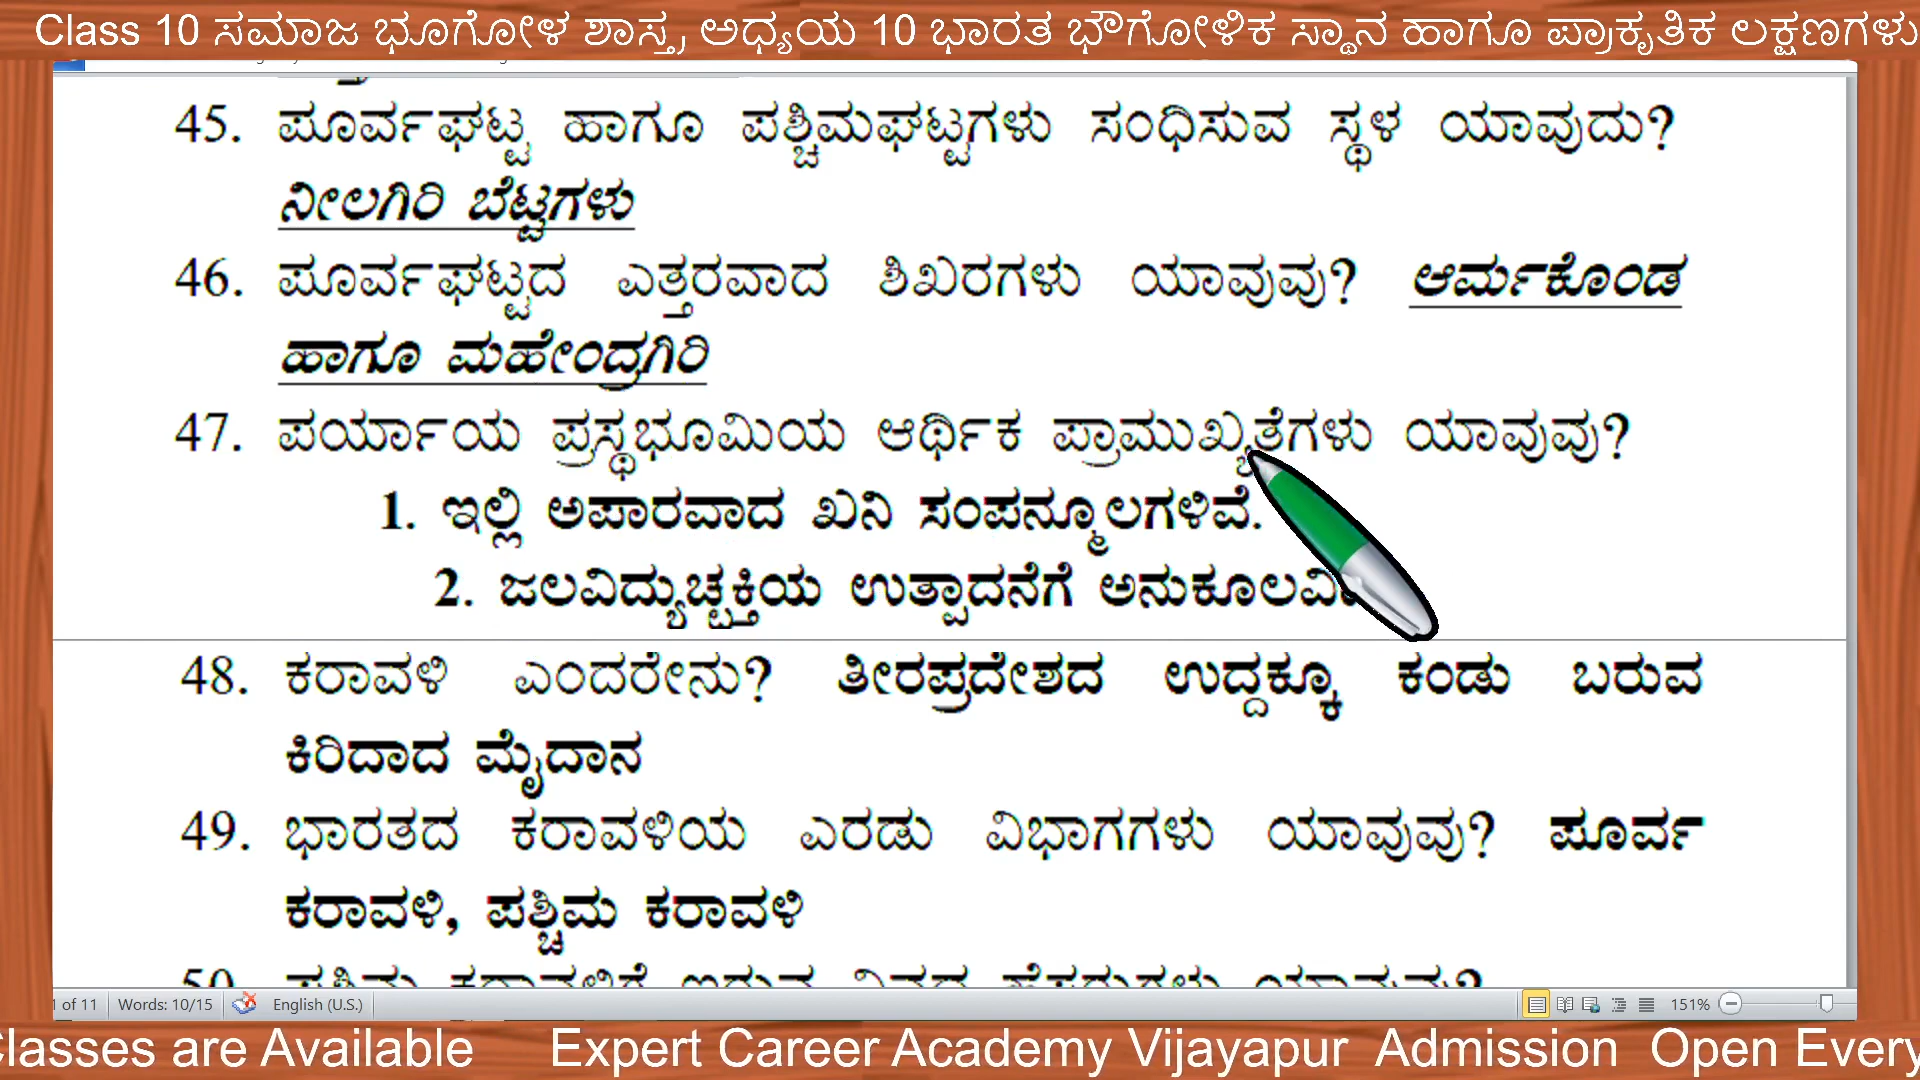 Class 10 ಸಮಾಜ ಭೂಗೋಳ ಶಾಸ್ತ್ರ ಅಧ್ಯಯ 10 ಭಾರತ ಭೌಗೋಳಿಕ ಸ್ಥಾನ ಹಾಗೂ ಪ್ರಾಕೃತಿಕ ಲಕ್ಷಣಗಳು
45. ಪೂರ್ವಘಟ್ಟ ಹಾಗೂ ಪಶ್ಚಿಮಘಟ್ಟಗಳು ಸಂಧಿಸುವ ಸ್ಥಳ ಯಾವುದು?
ನೀಲಗಿರಿ ಬೆಟ್ಟಗಳು
46. ಪೂರ್ವಘಟ್ಟದ ಎತ್ತರವಾದ ಶಿಖರಗಳು ಯಾವುವು? ಆರ್ಮಕೊಂಡ
ಹಾಗೂ ಮಹೇಂದ್ರಗಿರಿ
47. ಪರ್ಯಾಯ ಪ್ರಸ್ಥಭೂಮಿಯ ಆರ್ಥಿಕ ಪ್ರಾಮುಖ್ಯತೆಗಳು ಯಾವುವು?
1. ಇಲ್ಲಿ ಅಪಾರವಾದ ಖನಿ ಸಂಪನ್ಮೂಲಗಳಿವೆ.
2. ಜಲವಿದ್ಯುಚ್ಛಕ್ತಿಯ ಉತ್ಪಾದನೆಗೆ
48. ಕರಾವಳಿ ಎಂದರೇನು? ತೀರಪ್ರದೇಶದ ಉದ್ದಕ್ಕೂ ಕಂಡು ಬರುವ
ಕಿರಿದಾದ ಮೈದಾನ
49. ಭಾರತದ ಕರಾವಳಿಯ ಎರಡು ವಿಭಾಗಗಳು ಯಾವುವು? ಪೂರ್ವ
ಕರಾವಳಿ, ಪಶ್ಚಿಮ ಕರಾವಳಿ
of 11 Words: 10/15 English (U.S.) 151%
lasses are Available Expert Career Academy Vijayapur Admission Open Every